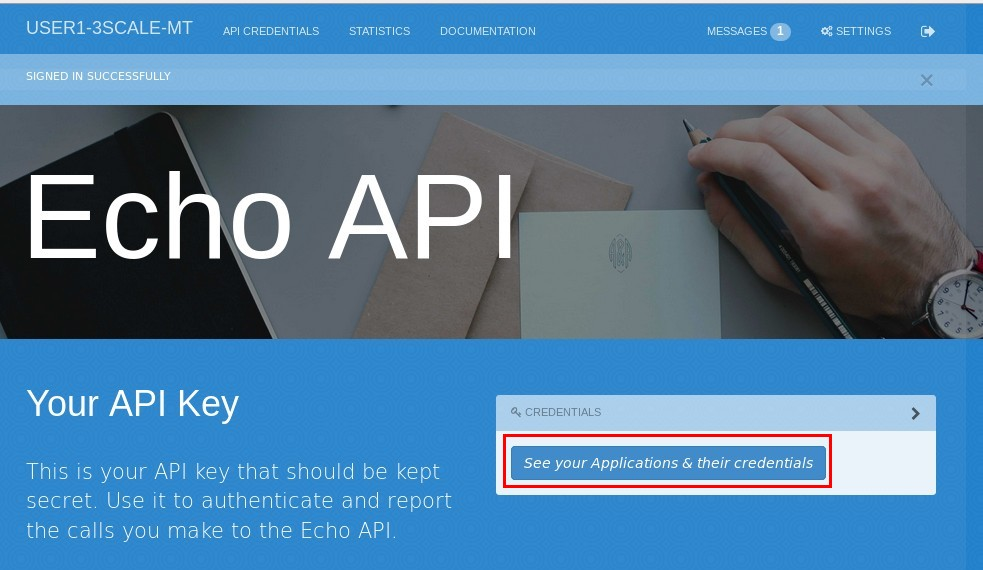 USER1-3SCALE-MT API CREDENTIALS STATISTICS DOCUMENTATION MESSAGES 1 SETTINGS
SIGNED IN SUCCESSFULLY
Echo API
Your API Key
This is your API key that should be kept
secret. Use it to authenticate and report
the calls you make to the Echo API.
CREDENTIALS
See your Applications & their credentials